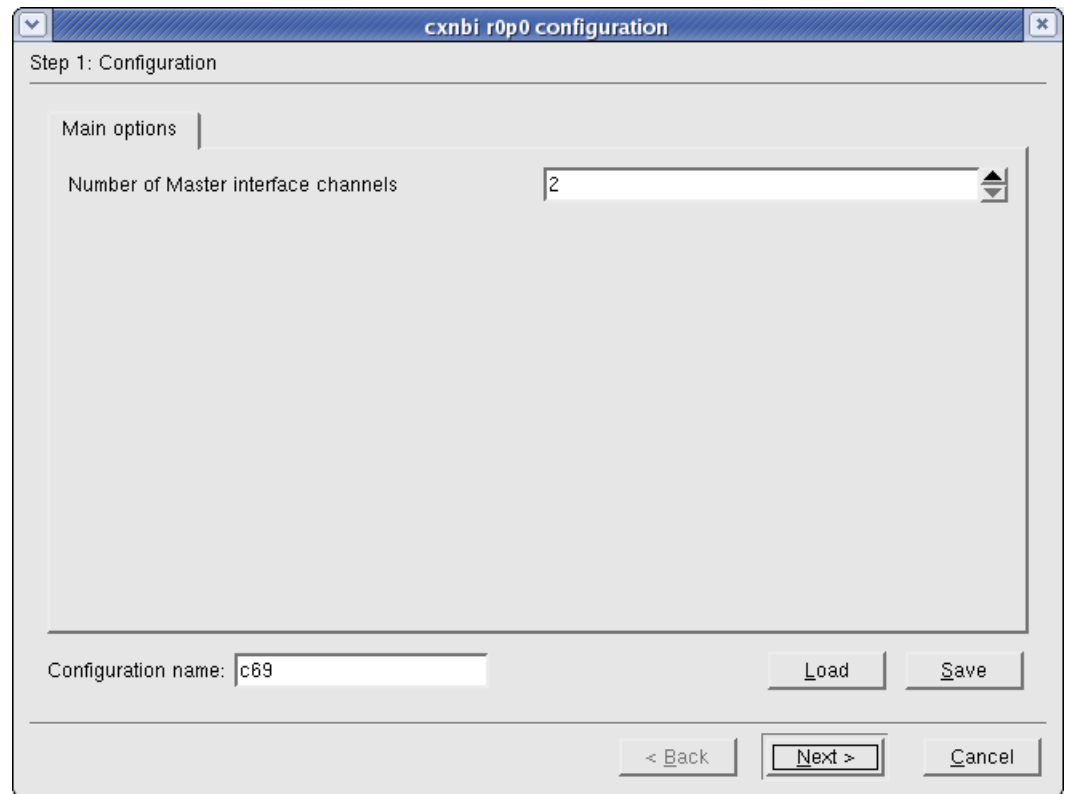 cxnbi r0p0 configuration
Step 1: Configuration
Main options
Number of Master interface channels 2
Configuration name: c69 Load Save
< Back Next > Cancel